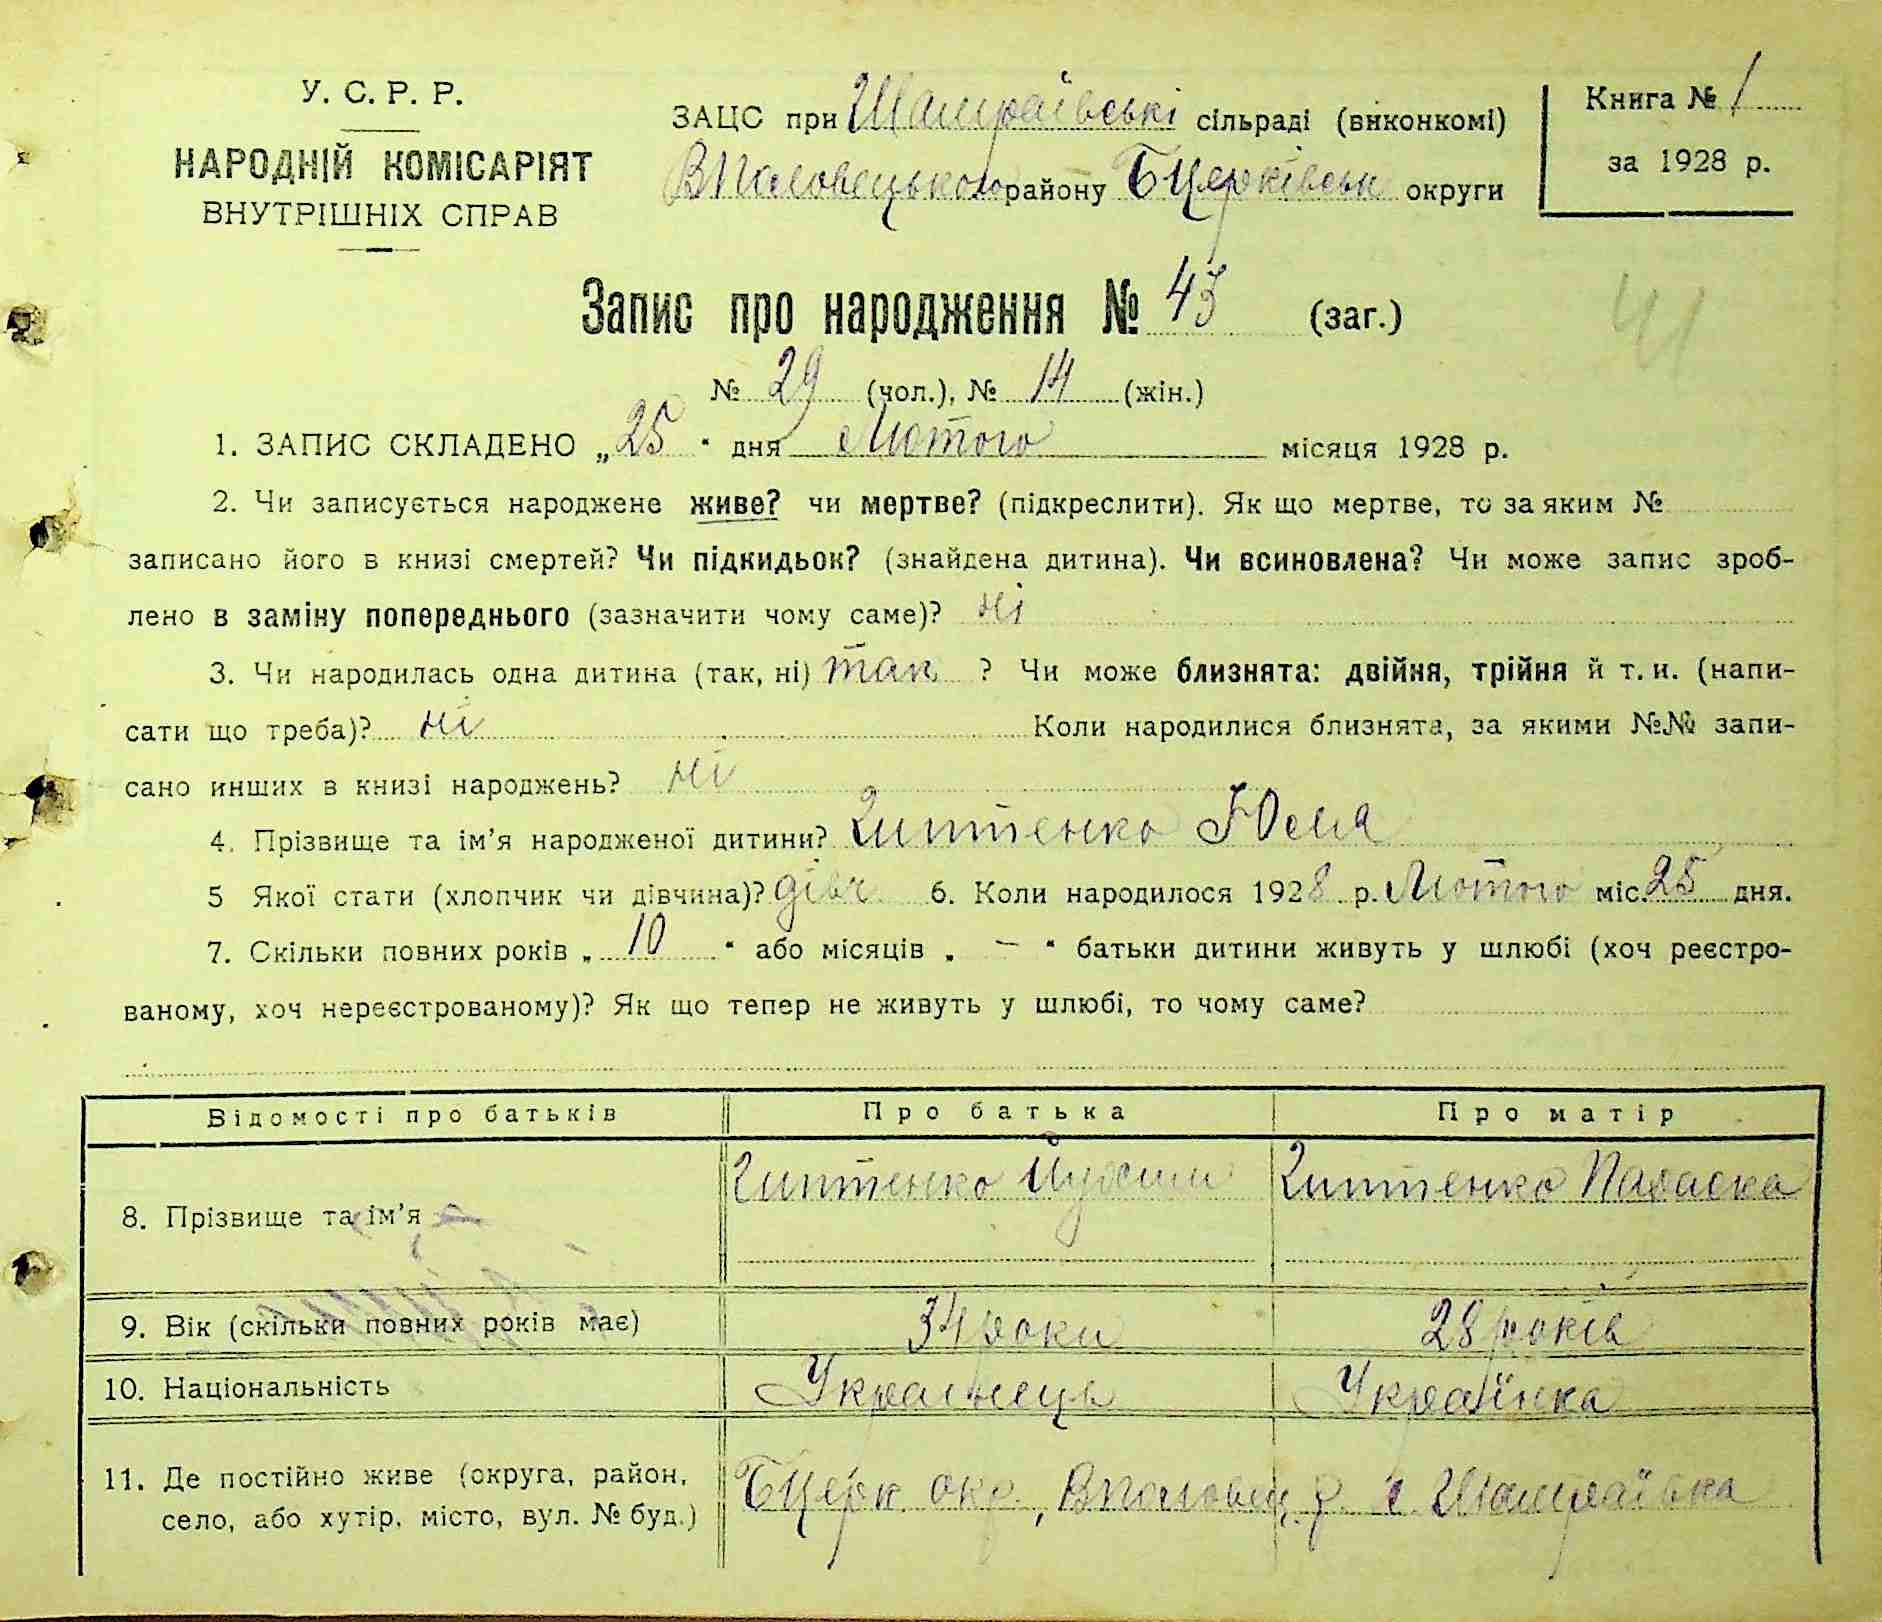 У. С. Р. Р.
НАРОДНІЙ КОМІСАРІЯТ
ВНУТРІШНІХ СПРАВ
ЗАЦС при Шамраївські сільраді (виконкомі)
ВПоловецького району БЦерківськ округи
Книга № 1
за 1928 р.
Запис про народження № 43 (заг.)
41
№ 29 (чол.), № 14 (жін.)
1. ЗАПИС СКЛАДЕНО „25“ дня Лютого місяця 1928 р.
2. Чи записується народжене живе? чи мертве? (підкреслити). Як що мертве, то за яким №
записано його в книзі смертей? Чи підкидьок? (знайдена дитина). Чи всиновлена? Чи може запис зроб-
лено в заміну попереднього (зазначити чому саме)? ні
3. Чи народилась одна дитина (так, ні) так ? Чи може близнята: двійня, трійня й т. и. (напи-
сати що треба)? ні Коли народилися близнята, за якими №№ запи-
сано инших в книзі народжень? ні
4. Прізвище та ім'я народженої дитини?
5 Якої стати (хлопчик чи дівчина)? дівч. 6. Коли народилося 1928 р. Лютого міс. 25 дня.
7. Скільки повних років „10“ або місяців „ — “ батьки дитини живуть у шлюбі (хоч реєстро-
ваному, хоч нереєстрованому)? Як що тепер не живуть у шлюбі, то чому саме?
Відомості про батьків Про батька Про матір
8. Прізвище та ім'я Параска
9. Вік (скільки повних років має) 34 роки 28 років
10. Національність Українець Українка
11. Де постійно живе (округа, район,
село, або хутір, місто, вул. № буд.) БЦерк. окр., ВПоловец. р. с. Шамраївка